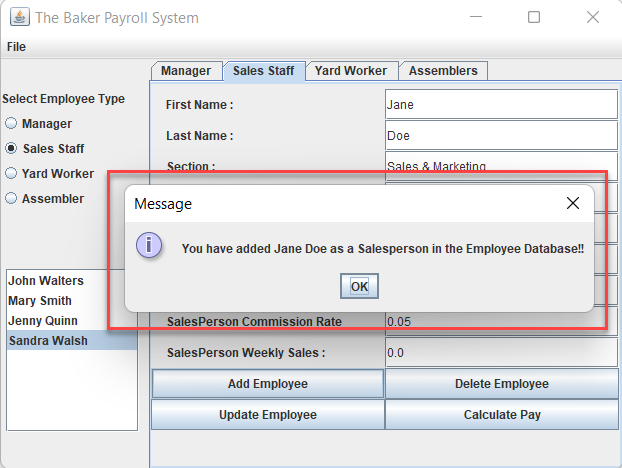 The Baker Payroll System
File
Manager Sales Staff Yard Worker Assemblers
Select Employee Type
Manager
Sales Staff
Yard Worker
Assembler
First Name : Jane
Last Name : Doe
Section : Sales & Marketing
Message
You have added Jane Doe as a Salesperson in the Employee Database!!
OK
John Walters
Mary Smith
Jenny Quinn
Sandra Walsh
SalesPerson Commission Rate 0.05
SalesPerson Weekly Sales : 0.0
Add Employee Delete Employee
Update Employee Calculate Pay